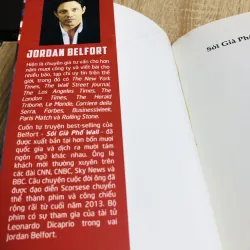 JORDAN BELFORT
Hiện là chuyên gia tư vấn cho hơn
năm mươi công ty và viết bài cho
nhiều báo, tạp chí uy tín trên thế
giới, trong đó có The New York
Times, The Wall Street Journal,
The Los Angeles Times, The
London Times, The Herald
Tribune, Le Monde, Corriere della
Serra, Forbes, Businessweek,
Paris Match và Rolling Stone.
Cuốn tự truyện best-selling của
Belfort - Sói Già Phố Wall - đã
được xuất bản tại hơn bốn mươi
quốc gia và dịch ra mười tám
ngôn ngữ khác nhau. Ông là
khách mời thường xuyên trên
các đài CNN, CNBC, Sky News và
BBC. Câu chuyện cuộc đời ông đã
được đạo diễn Scorsese chuyển
thể thành phim và công chiếu
rộng rãi từ cuối năm 2013. Bộ
phim có sự tham gia của tài tử
Leonardo Dicaprio trong vai
Jordan Belfort.
Sói Già Phố